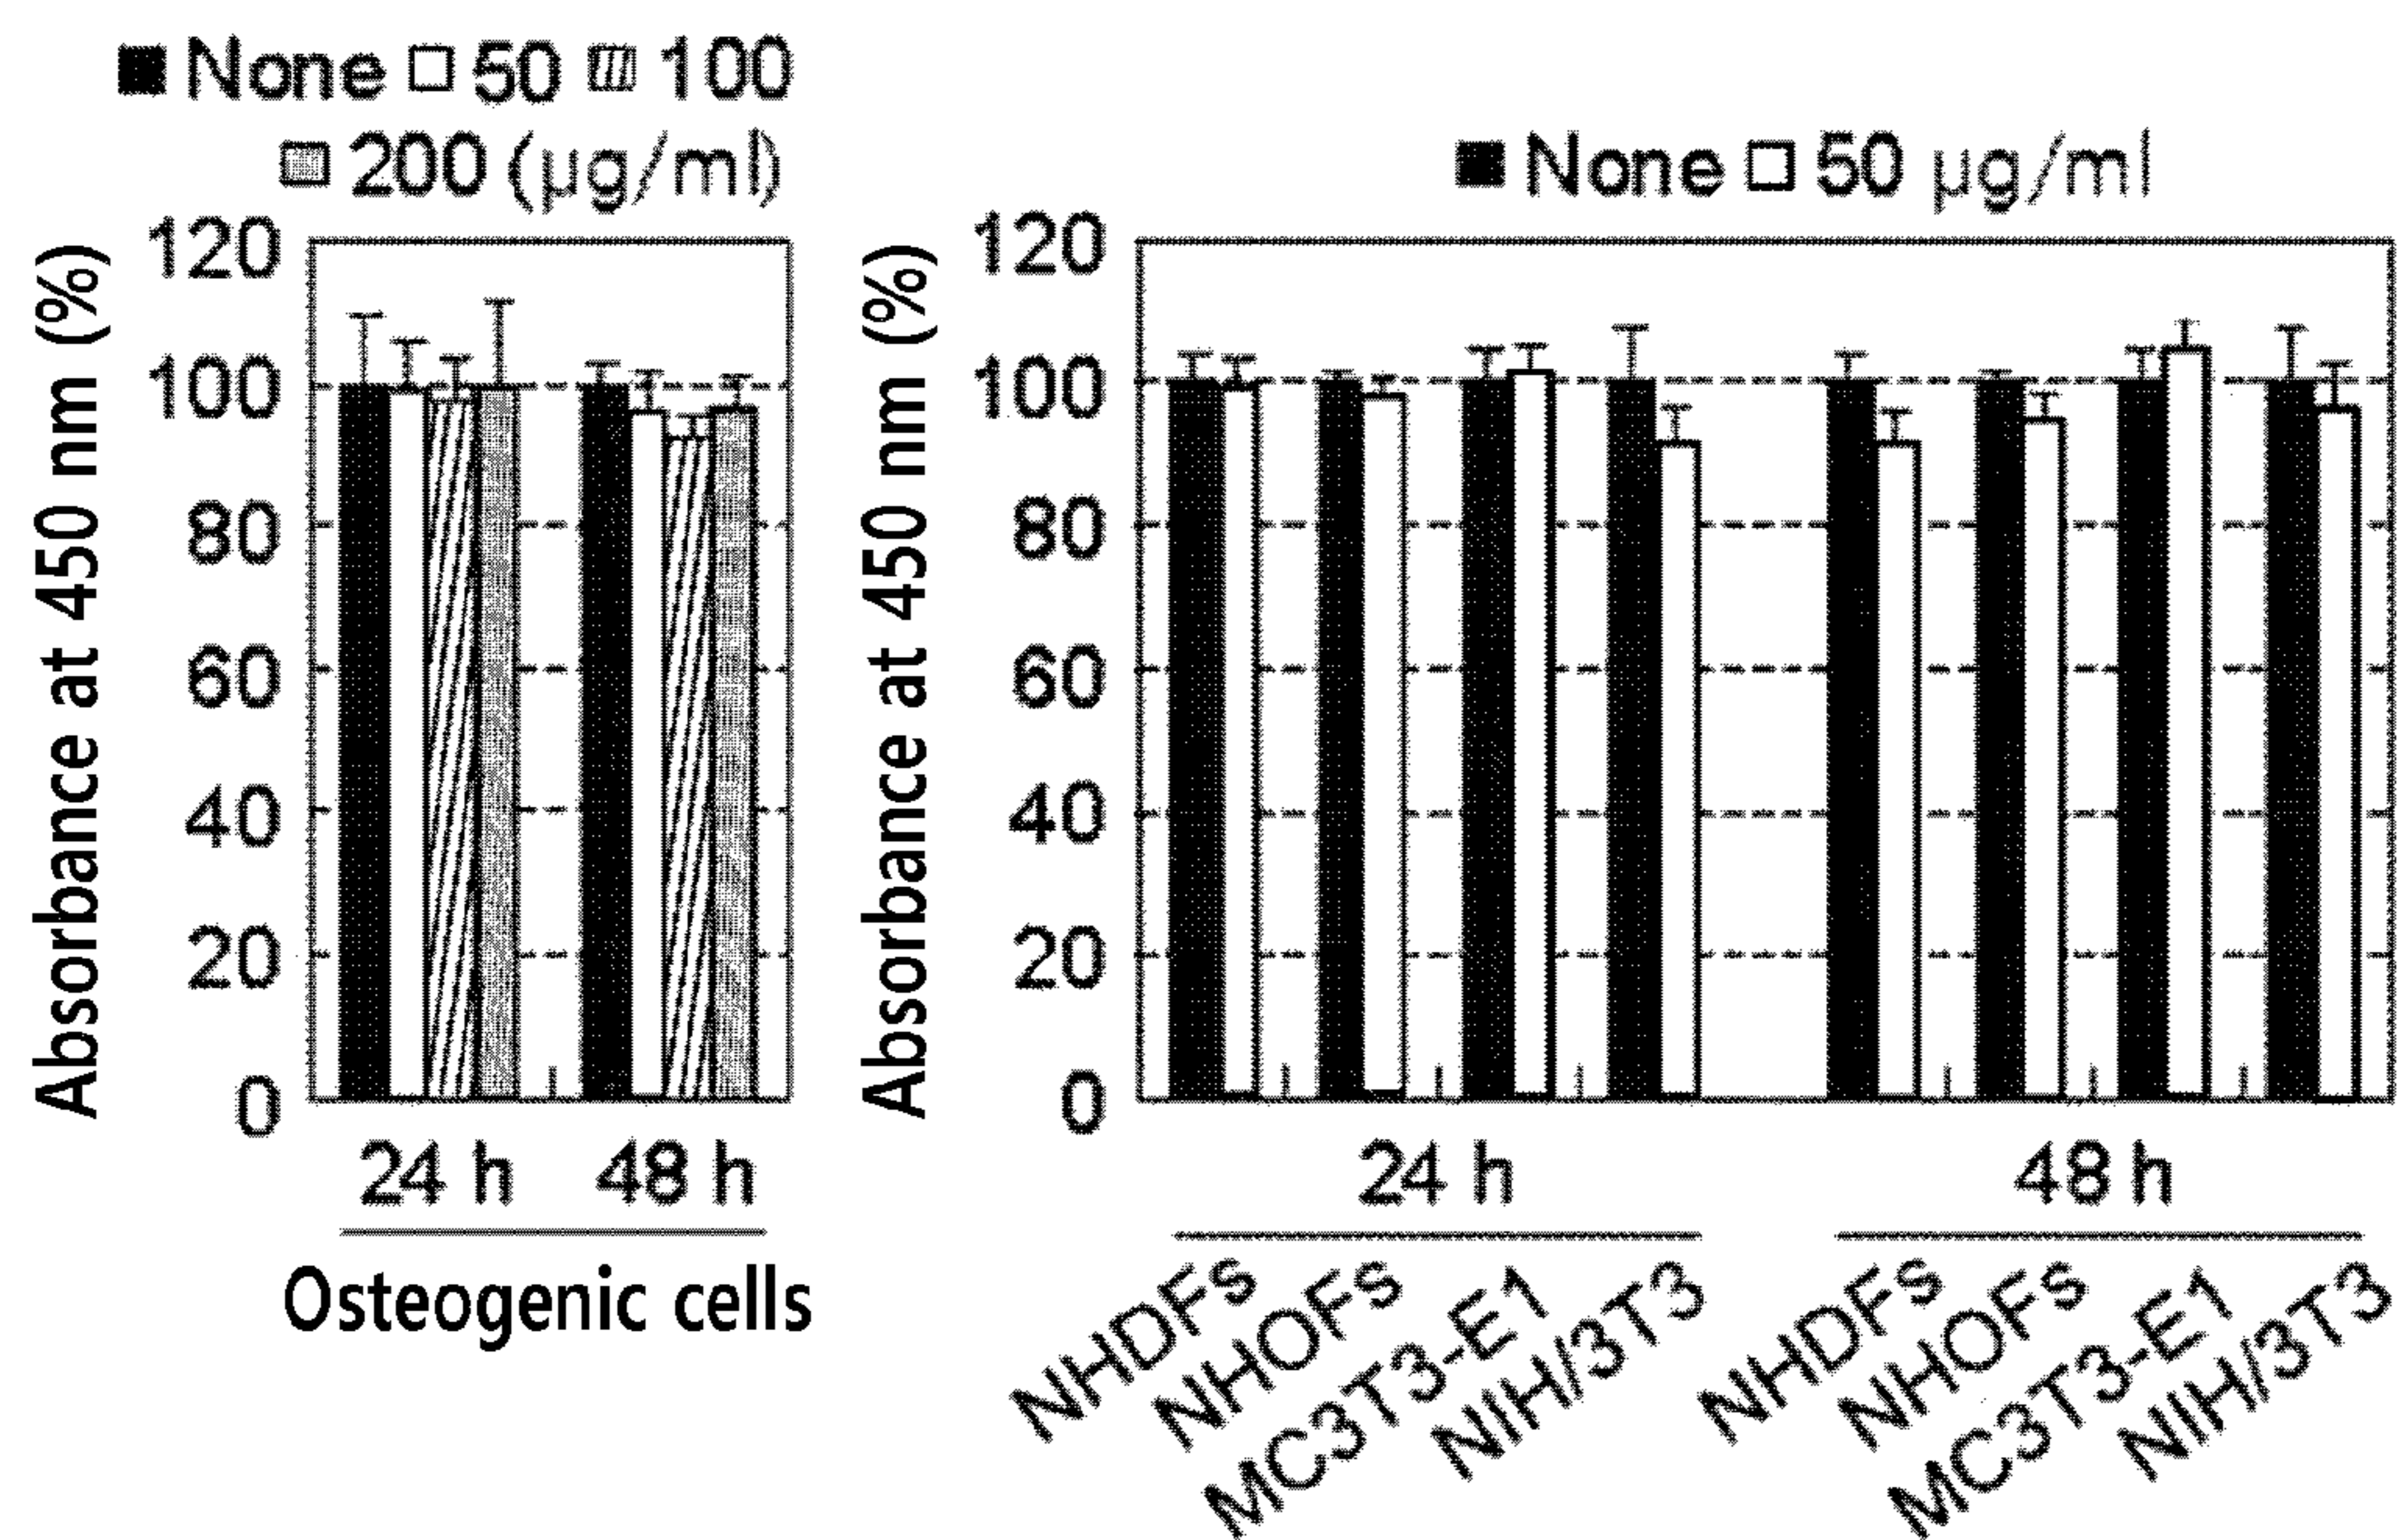 None 50 100
200 (µg/ml)
Absorbance at 450 nm (%)
120
100
80
60
40
20
0
24 h 48 h
Osteogenic cells
None 50 µg/ml
Absorbance at 450 nm (%)
120
100
80
60
40
20
0
24 h 48 h
NHDFs
NHOFs
MC3T3-E1
NIH/3T3
NHDFs
NHOFs
MC3T3-E1
NIH/3T3